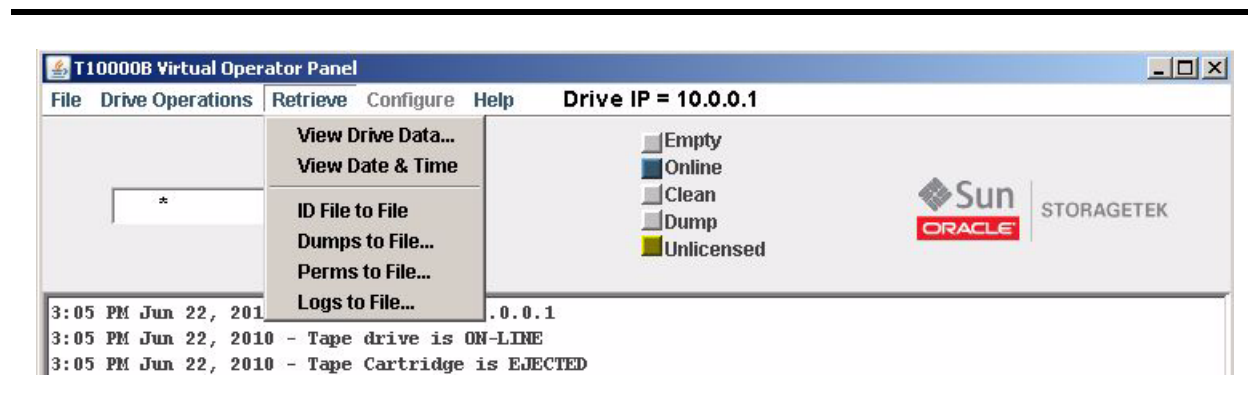 T10000B Virtual Operator Panel
File Drive Operations Retrieve Configure Help Drive IP = 10.0.0.1
View Drive Data...
View Date & Time
ID File to File
Dumps to File...
Perms to File...
Logs to File...
*
Empty
Online
Clean
Dump
Unlicensed
Sun
ORACLE
STORAGETEK
3:05 PM Jun 22, 201 .0.0.1
3:05 PM Jun 22, 2010 - Tape drive is ON-LINE
3:05 PM Jun 22, 2010 - Tape Cartridge is EJECTED